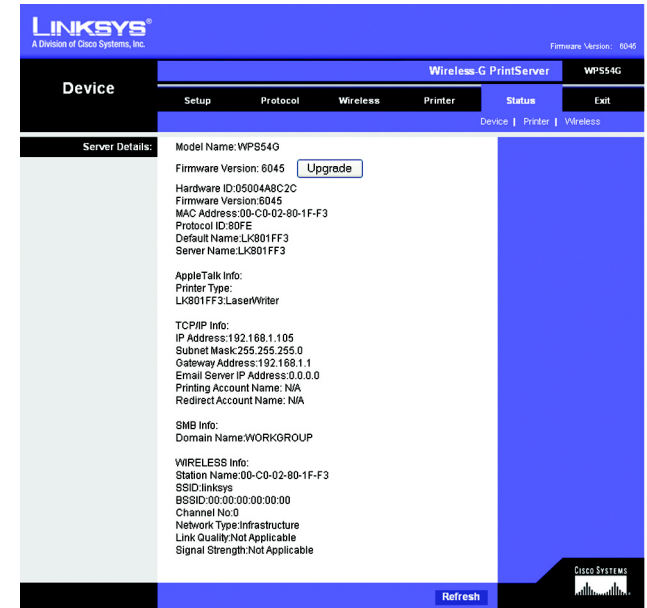 LINKSYS®
A Division of Cisco Systems, Inc.
Firmware Version: 6045
Wireless-G PrintServer WPS54G
Device
Setup Protocol Wireless Printer Status Exit
Device | Printer | Wireless
Server Details:
Model Name:WPS54G
Firmware Version: 6045 Upgrade
Hardware ID:05004A8C2C
Firmware Version:6045
MAC Address:00-C0-02-80-1F-F3
Protocol ID:80FE
Default Name:LK801FF3
Server Name:LK801FF3
AppleTalk Info:
Printer Type:
LK801FF3:LaserWriter
TCP/IP Info:
IP Address:192.168.1.105
Subnet Mask:255.255.255.0
Gateway Address:192.168.1.1
Email Server IP Address:0.0.0.0
Printing Account Name: N/A
Redirect Account Name: N/A
SMB Info:
Domain Name:WORKGROUP
WIRELESS Info:
Station Name:00-C0-02-80-1F-F3
SSID:linksys
BSSID:00:00:00:00:00:00
Channel No:0
Network Type:Infrastructure
Link Quality:Not Applicable
Signal Strength:Not Applicable
CISCO SYSTEMS
Refresh